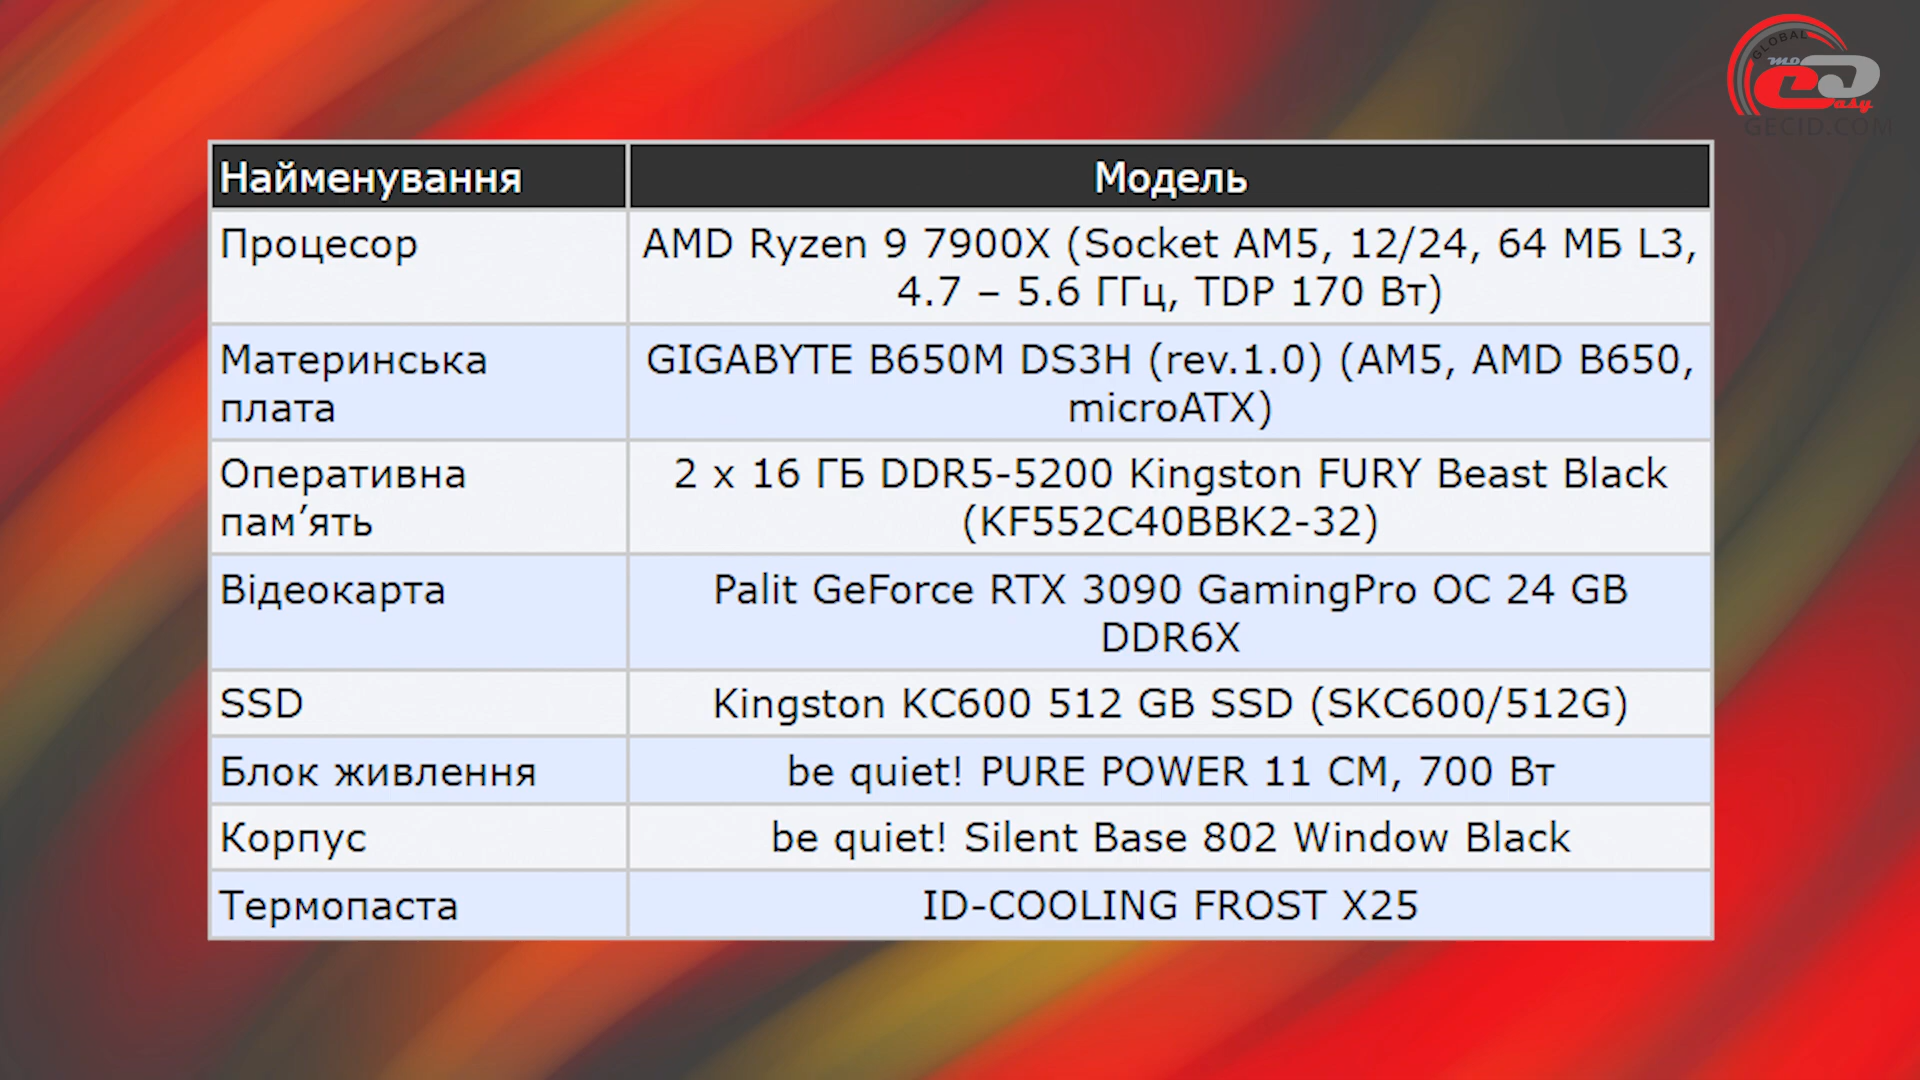 GLOBAL
mo
asy
GECID.COM
Найменування
Модель
Процесор
AMD Ryzen 9 7900X (Socket AM5, 12/24, 64 МБ L3,
4.7 – 5.6 ГГц, TDP 170 Вт)
Материнська
плата
GIGABYTE B650M DS3H (rev.1.0) (AM5, AMD B650,
microATX)
Оперативна
пам’ять
2 x 16 ГБ DDR5-5200 Kingston FURY Beast Black
(KF552C40BBK2-32)
Відеокарта
Palit GeForce RTX 3090 GamingPro OC 24 GB
DDR6X
SSD
Kingston KC600 512 GB SSD (SKC600/512G)
Блок живлення
be quiet! PURE POWER 11 CM, 700 Вт
Корпус
be quiet! Silent Base 802 Window Black
Термопаста
ID-COOLING FROST X25